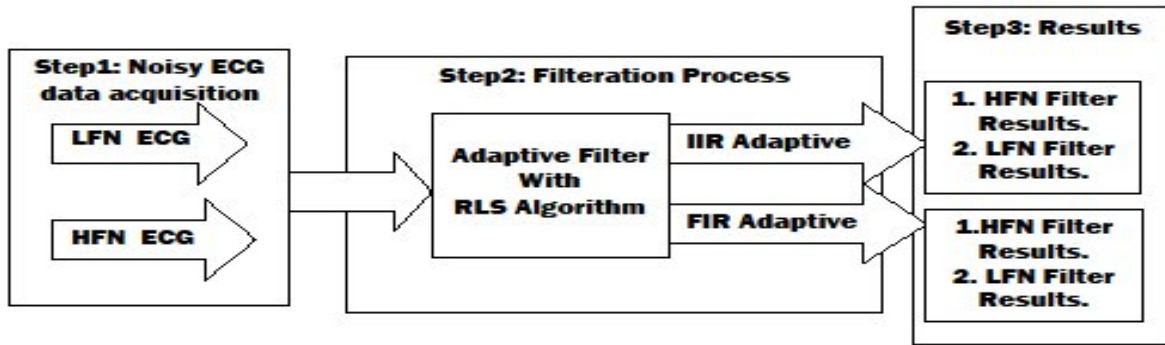 Step1: Noisy ECG
data acquisition
LFN ECG
HFN ECG
Step2: Filteration Process
Adaptive Filter
With
RLS Algorithm
IIR Adaptive
FIR Adaptive
Step3: Results
1. HFN Filter
Results.
2. LFN Filter
Results.
1.HFN Filter
Results.
2. LFN Filter
Results.